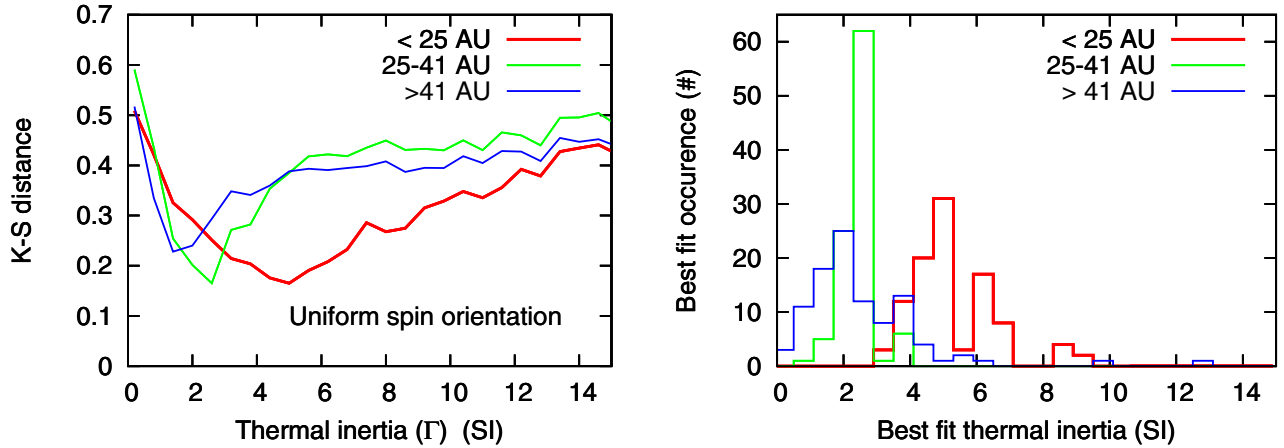 0.7
0.6
0.5
0.4
0.3
0.2
0.1
0
K-S distance
< 25 AU
25-41 AU
>41 AU
Uniform spin orientation
0 2 4 6 8 10 12 14
Thermal inertia (Γ) (SI)
60
50
40
30
20
10
0
Best fit occurence (#)
< 25 AU
25-41 AU
> 41 AU
0 2 4 6 8 10 12 14
Best fit thermal inertia (SI)